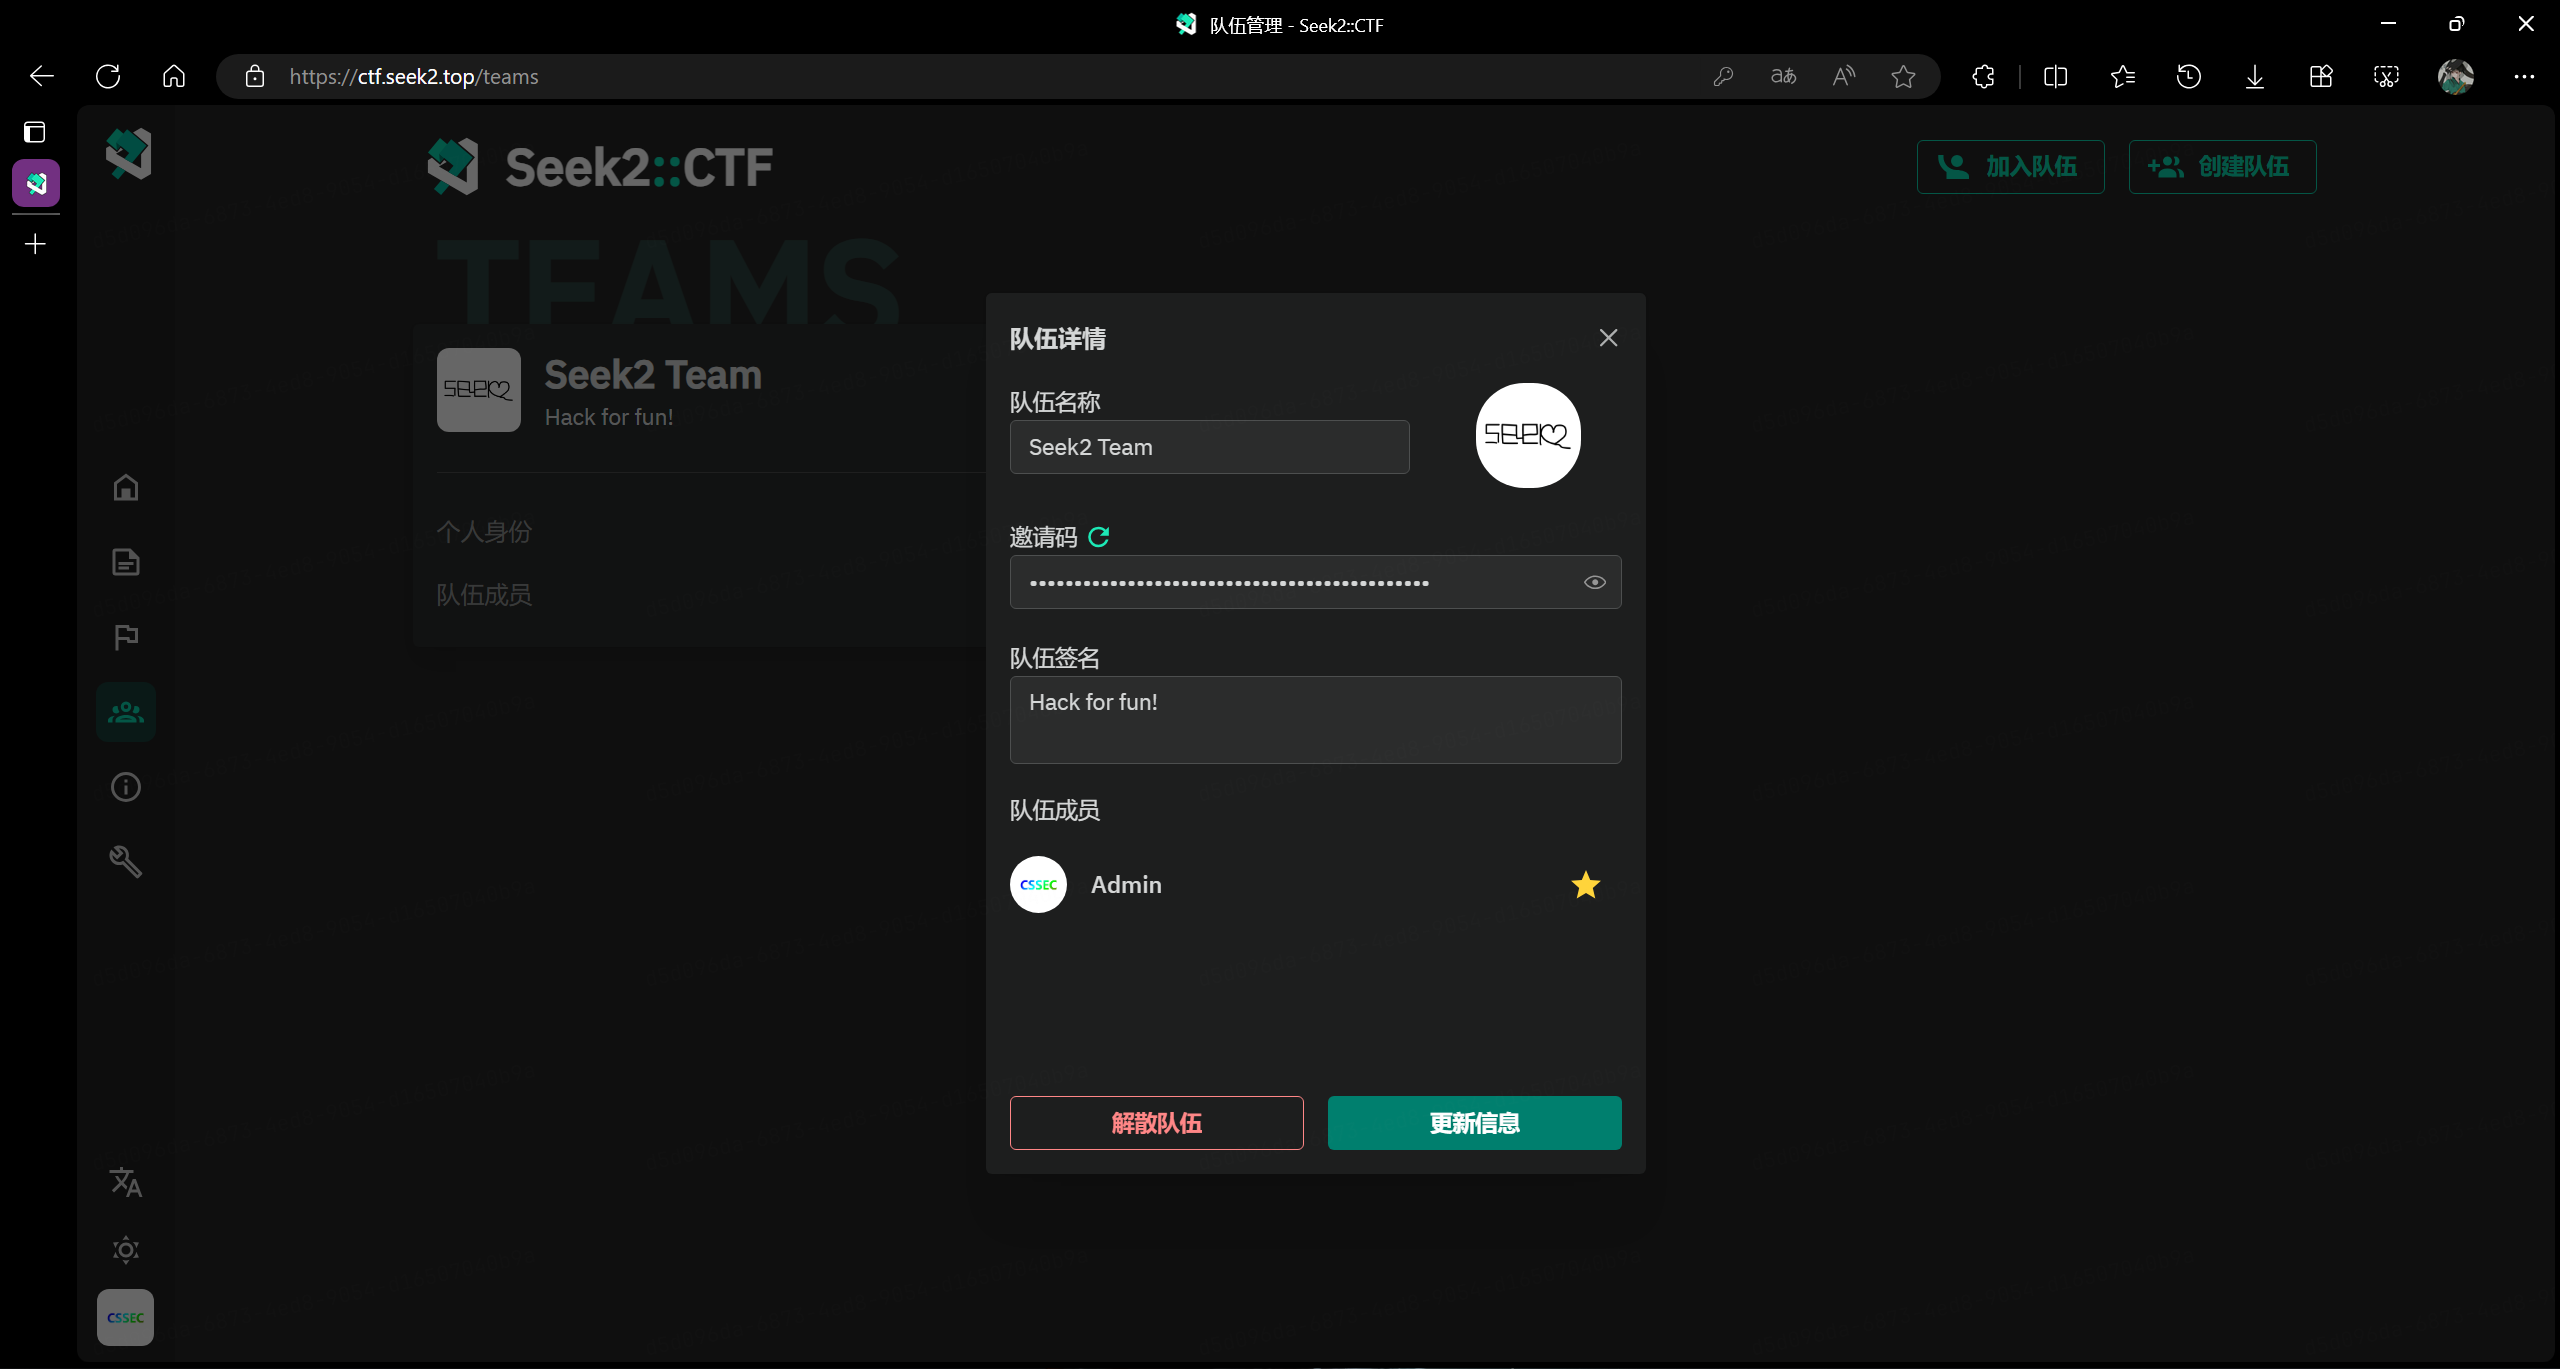 队伍管理 - Seek2::CTF
https://ctf.seek2.top/teams
Seek2::CTF
加入队伍
创建队伍
TEAMS
SEEK2
Seek2 Team
Hack for fun!
个人身份
队伍成员
队伍详情
队伍名称
Seek2 Team
SEEK2
邀请码
••••••••••••••••••••••••••••••••••••••••••••••
队伍签名
Hack for fun!
队伍成员
CSSEC
Admin
解散队伍
更新信息
CSSEC